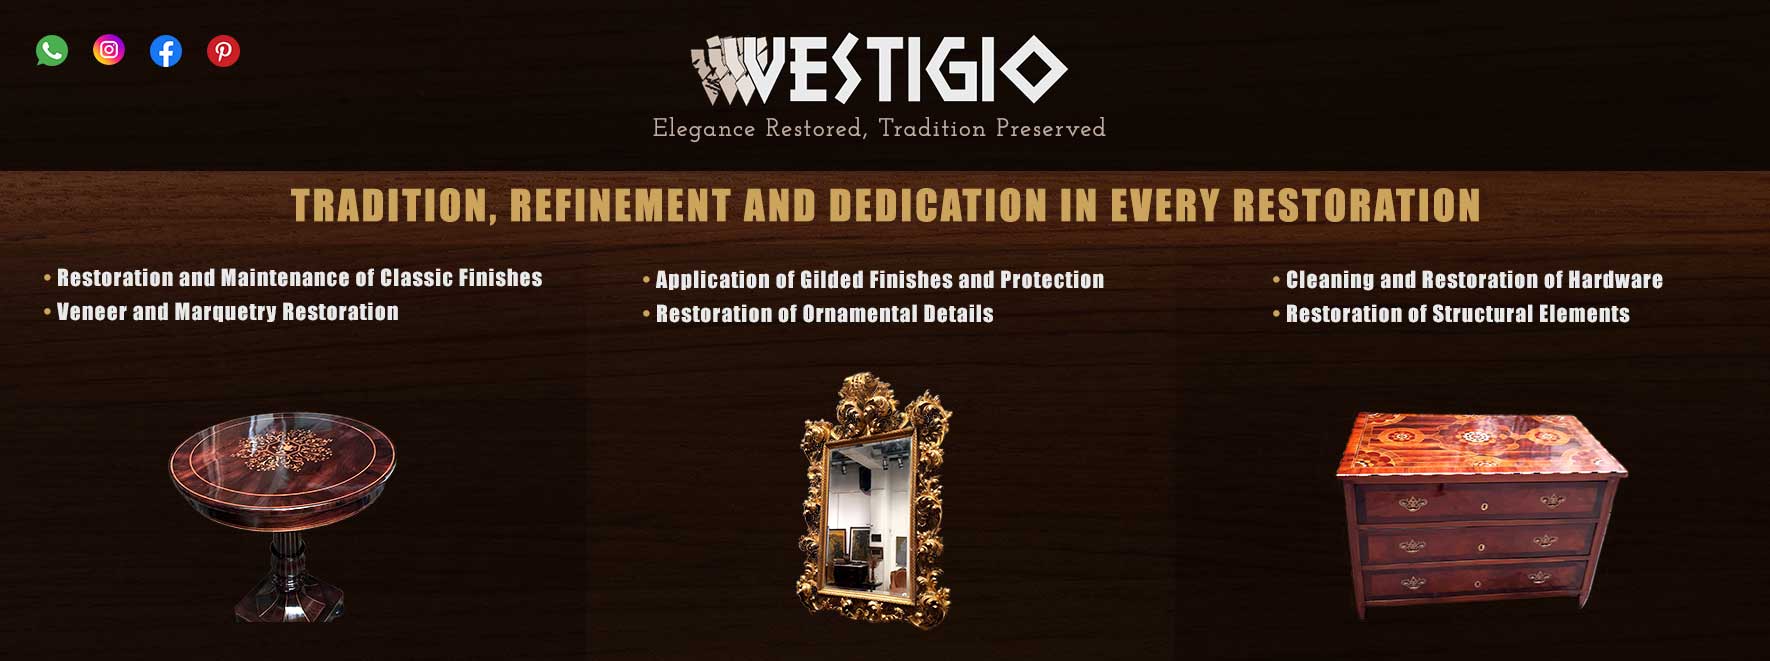 VESTIGIO
Elegance Restored, Tradition Preserved
TRADITION, REFINEMENT AND DEDICATION IN EVERY RESTORATION
• Restoration and Maintenance of Classic Finishes
• Veneer and Marquetry Restoration
• Application of Gilded Finishes and Protection
• Restoration of Ornamental Details
• Cleaning and Restoration of Hardware
• Restoration of Structural Elements